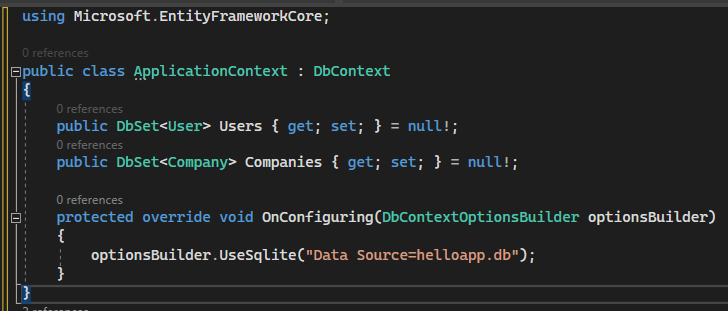 using Microsoft.EntityFrameworkCore;
0 references
public class ApplicationContext : DbContext
{
0 references
public DbSet<User> Users { get; set; } = null!;
0 references
public DbSet<Company> Companies { get; set; } = null!;
0 references
protected override void OnConfiguring(DbContextOptionsBuilder optionsBuilder)
{
optionsBuilder.UseSqlite("Data Source=helloapp.db");
}
}